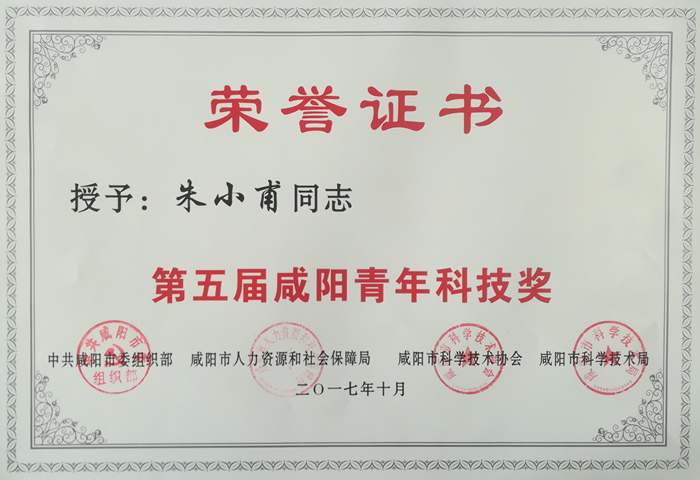 荣誉证书
授予：朱小甫同志
第五届咸阳青年科技奖
中共咸阳市委组织部 咸阳市人力资源和社会保障局 咸阳市科学技术协会 咸阳市科学技术局
二〇一七年十月